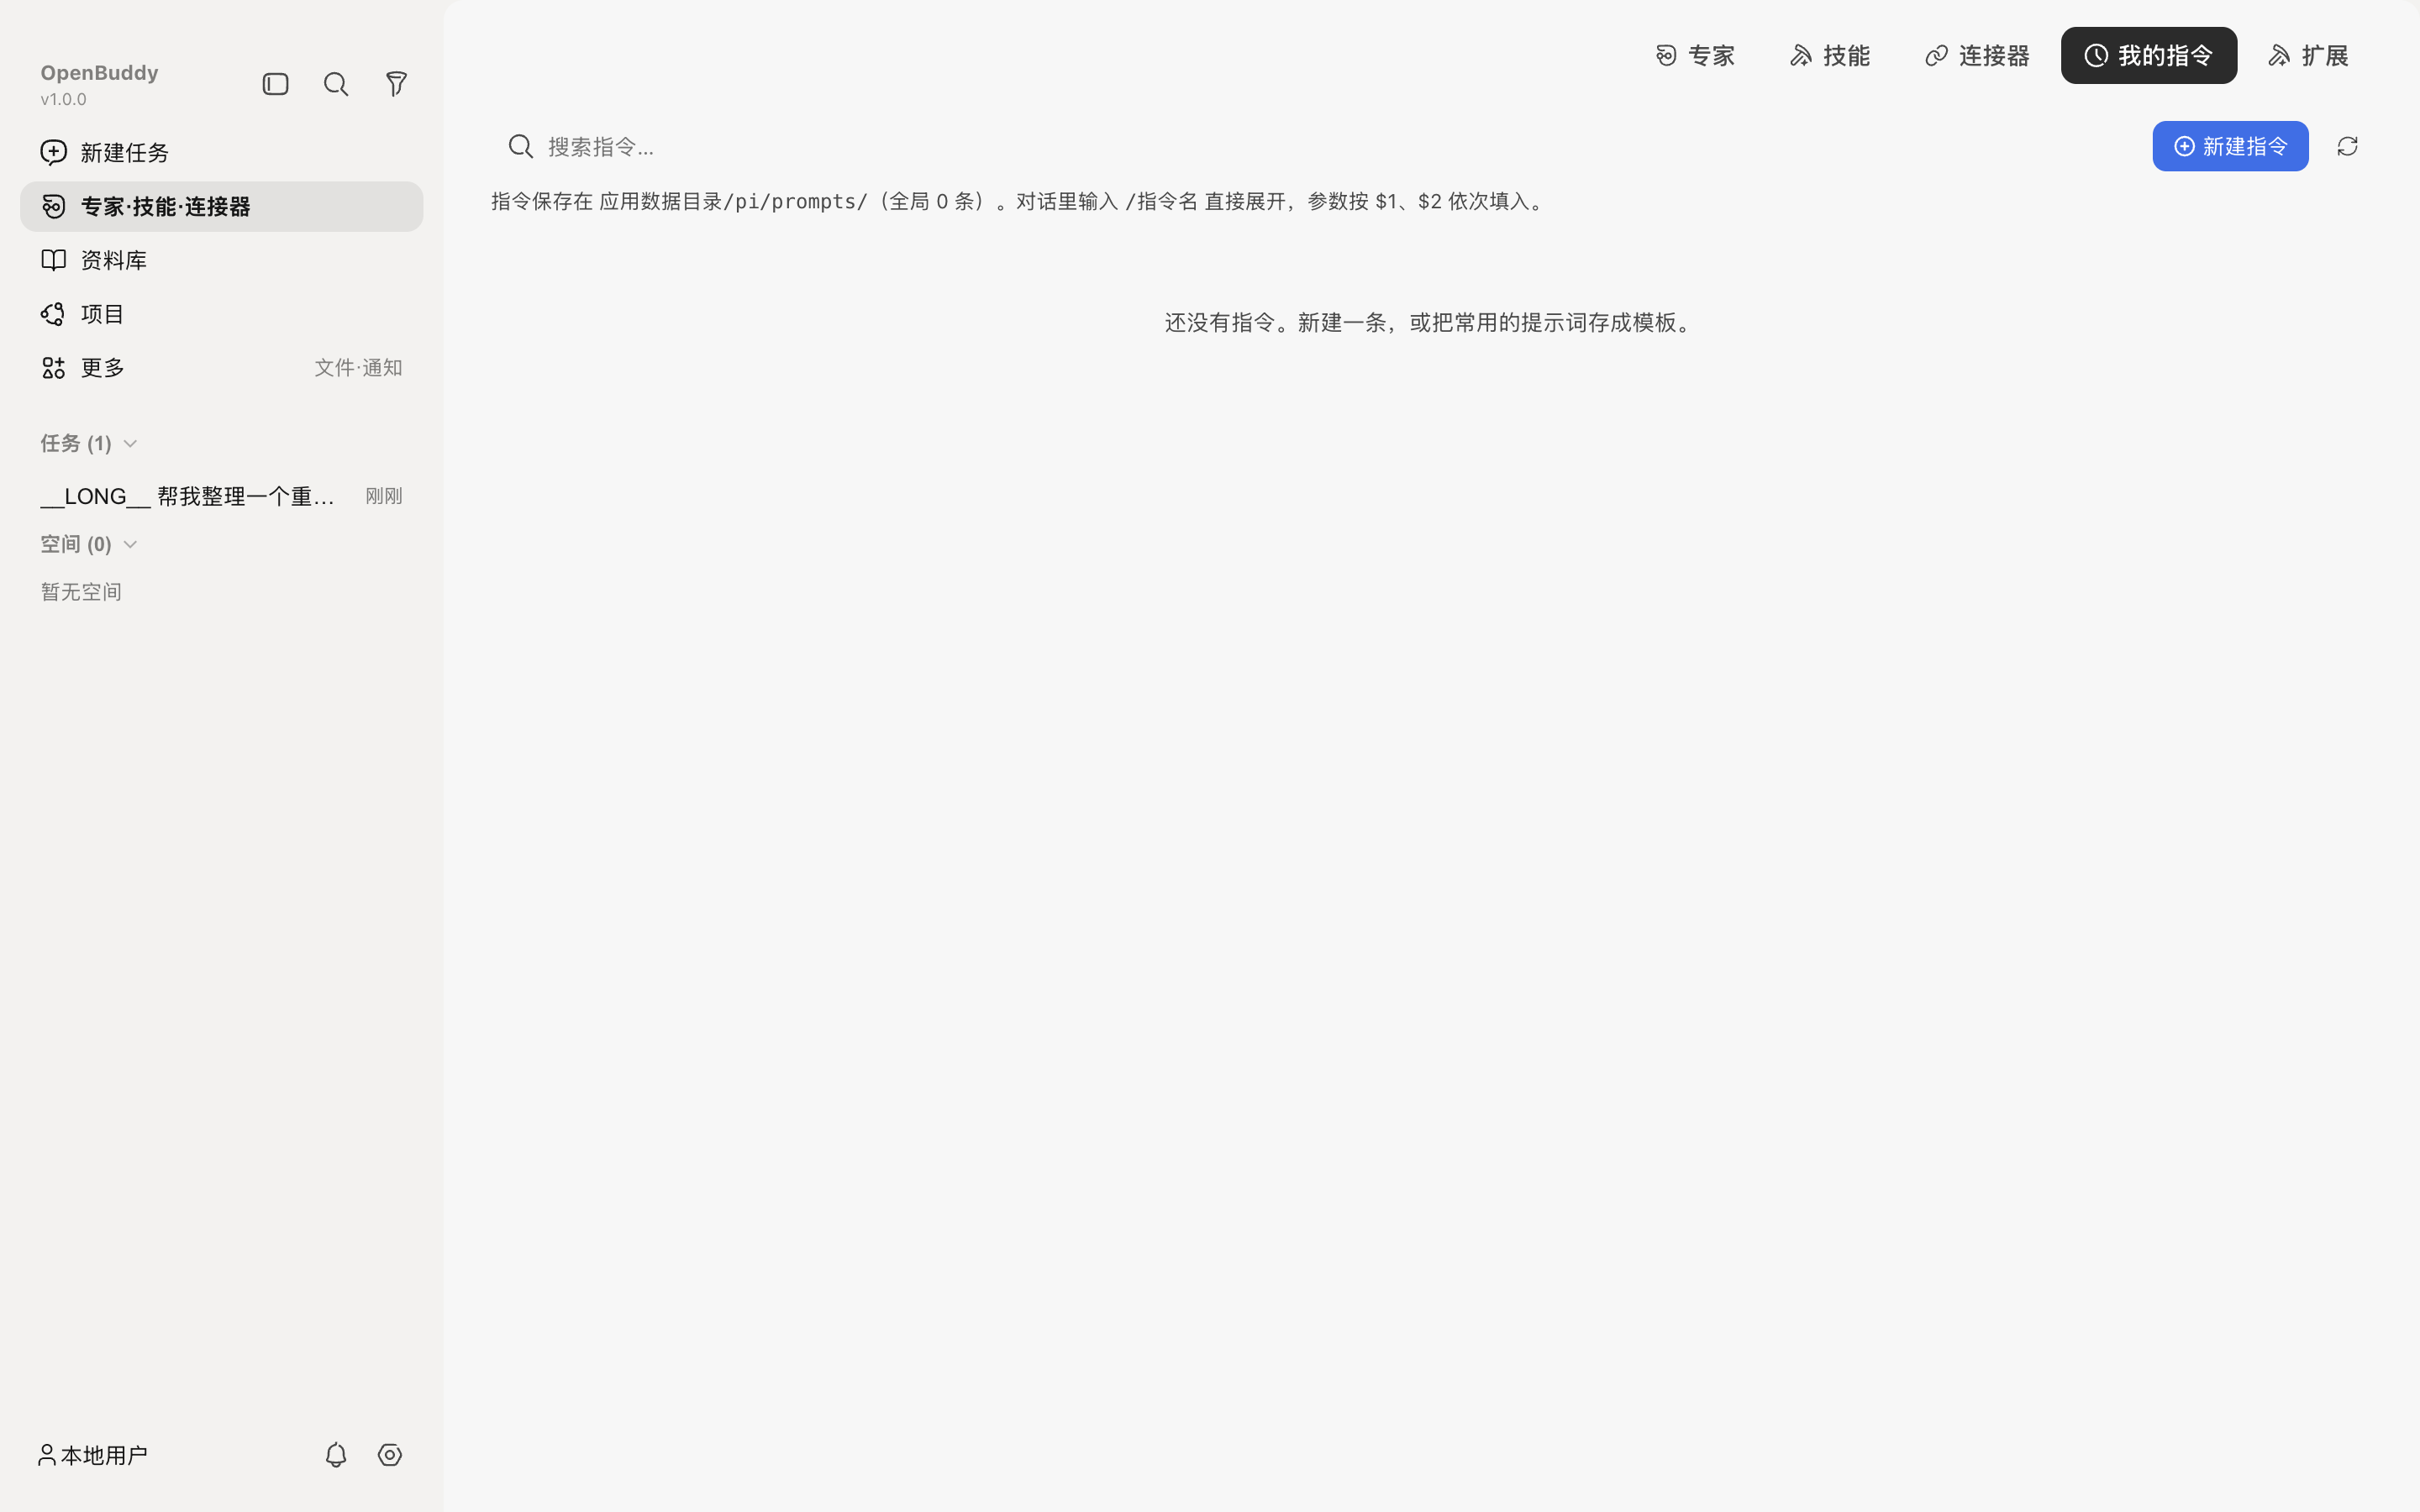 OpenBuddy
v1.0.0
新建任务
专家·技能·连接器
资料库
项目
更多 文件·通知
任务 (1)
__LONG__ 帮我整理一个重... 刚刚
空间 (0)
暂无空间
本地用户
专家 技能 连接器 我的指令 扩展
搜索指令... 新建指令
指令保存在 应用数据目录/pi/prompts/（全局 0 条）。对话里输入 /指令名 直接展开，参数按 $1、$2 依次填入。
还没有指令。新建一条，或把常用的提示词存成模板。